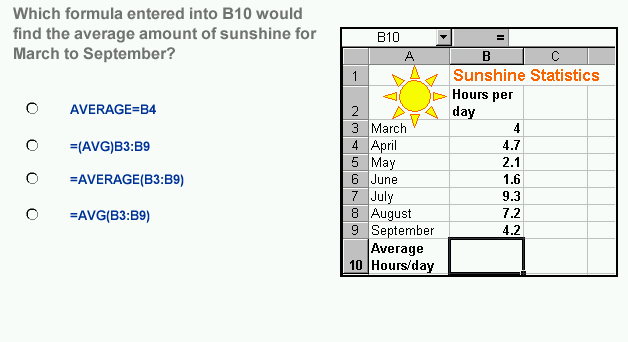 Which formula entered into B10 would
find the average amount of sunshine for
March to September?
AVERAGE=B4
=(AVG)B3:B9
=AVERAGE(B3:B9)
=AVG(B3:B9)
B10 =
A B C
1 Sunshine Statistics
2 Hours per
day
3 March 4
4 April 4.7
5 May 2.1
6 June 1.6
7 July 9.3
8 August 7.2
9 September 4.2
10 Average
Hours/day